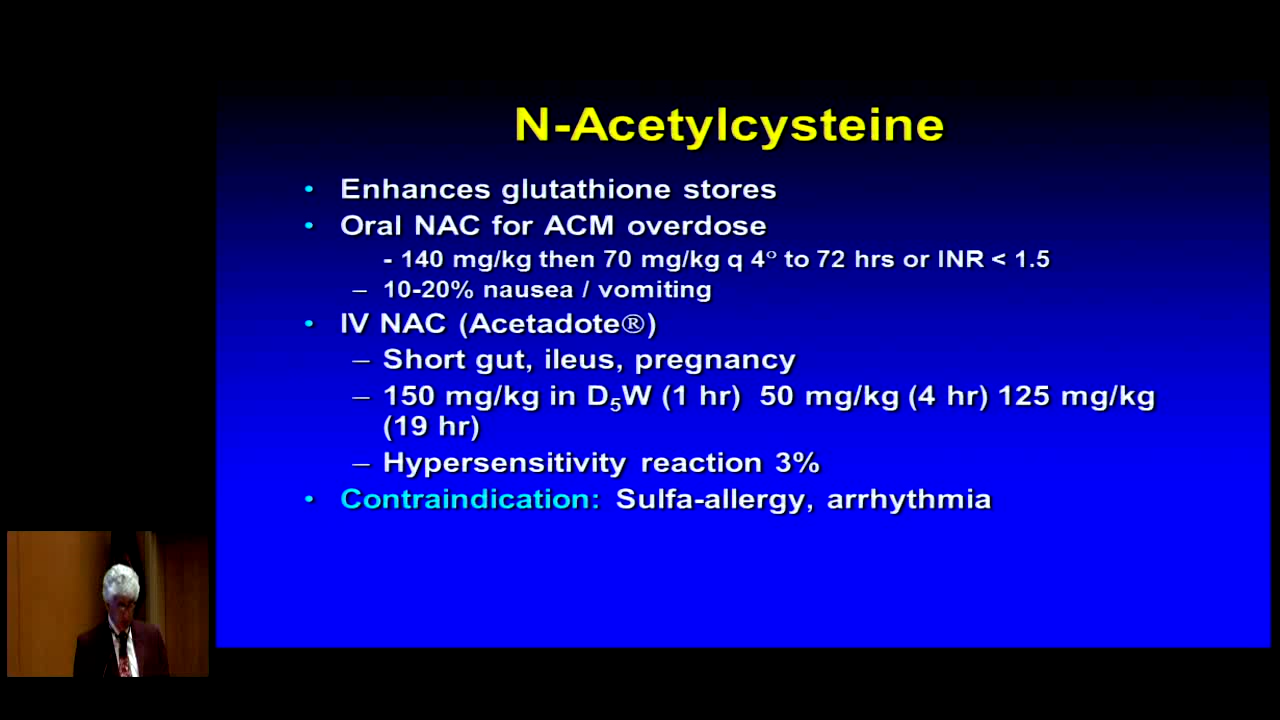 N-Acetylcysteine
• Enhances glutathione stores
• Oral NAC for ACM overdose
- 140 mg/kg then 70 mg/kg q 4° to 72 hrs or INR < 1.5
– 10-20% nausea / vomiting
• IV NAC (Acetadote®)
– Short gut, ileus, pregnancy
– 150 mg/kg in D₅W (1 hr) 50 mg/kg (4 hr) 125 mg/kg
(19 hr)
– Hypersensitivity reaction 3%
• Contraindication: Sulfa-allergy, arrhythmia